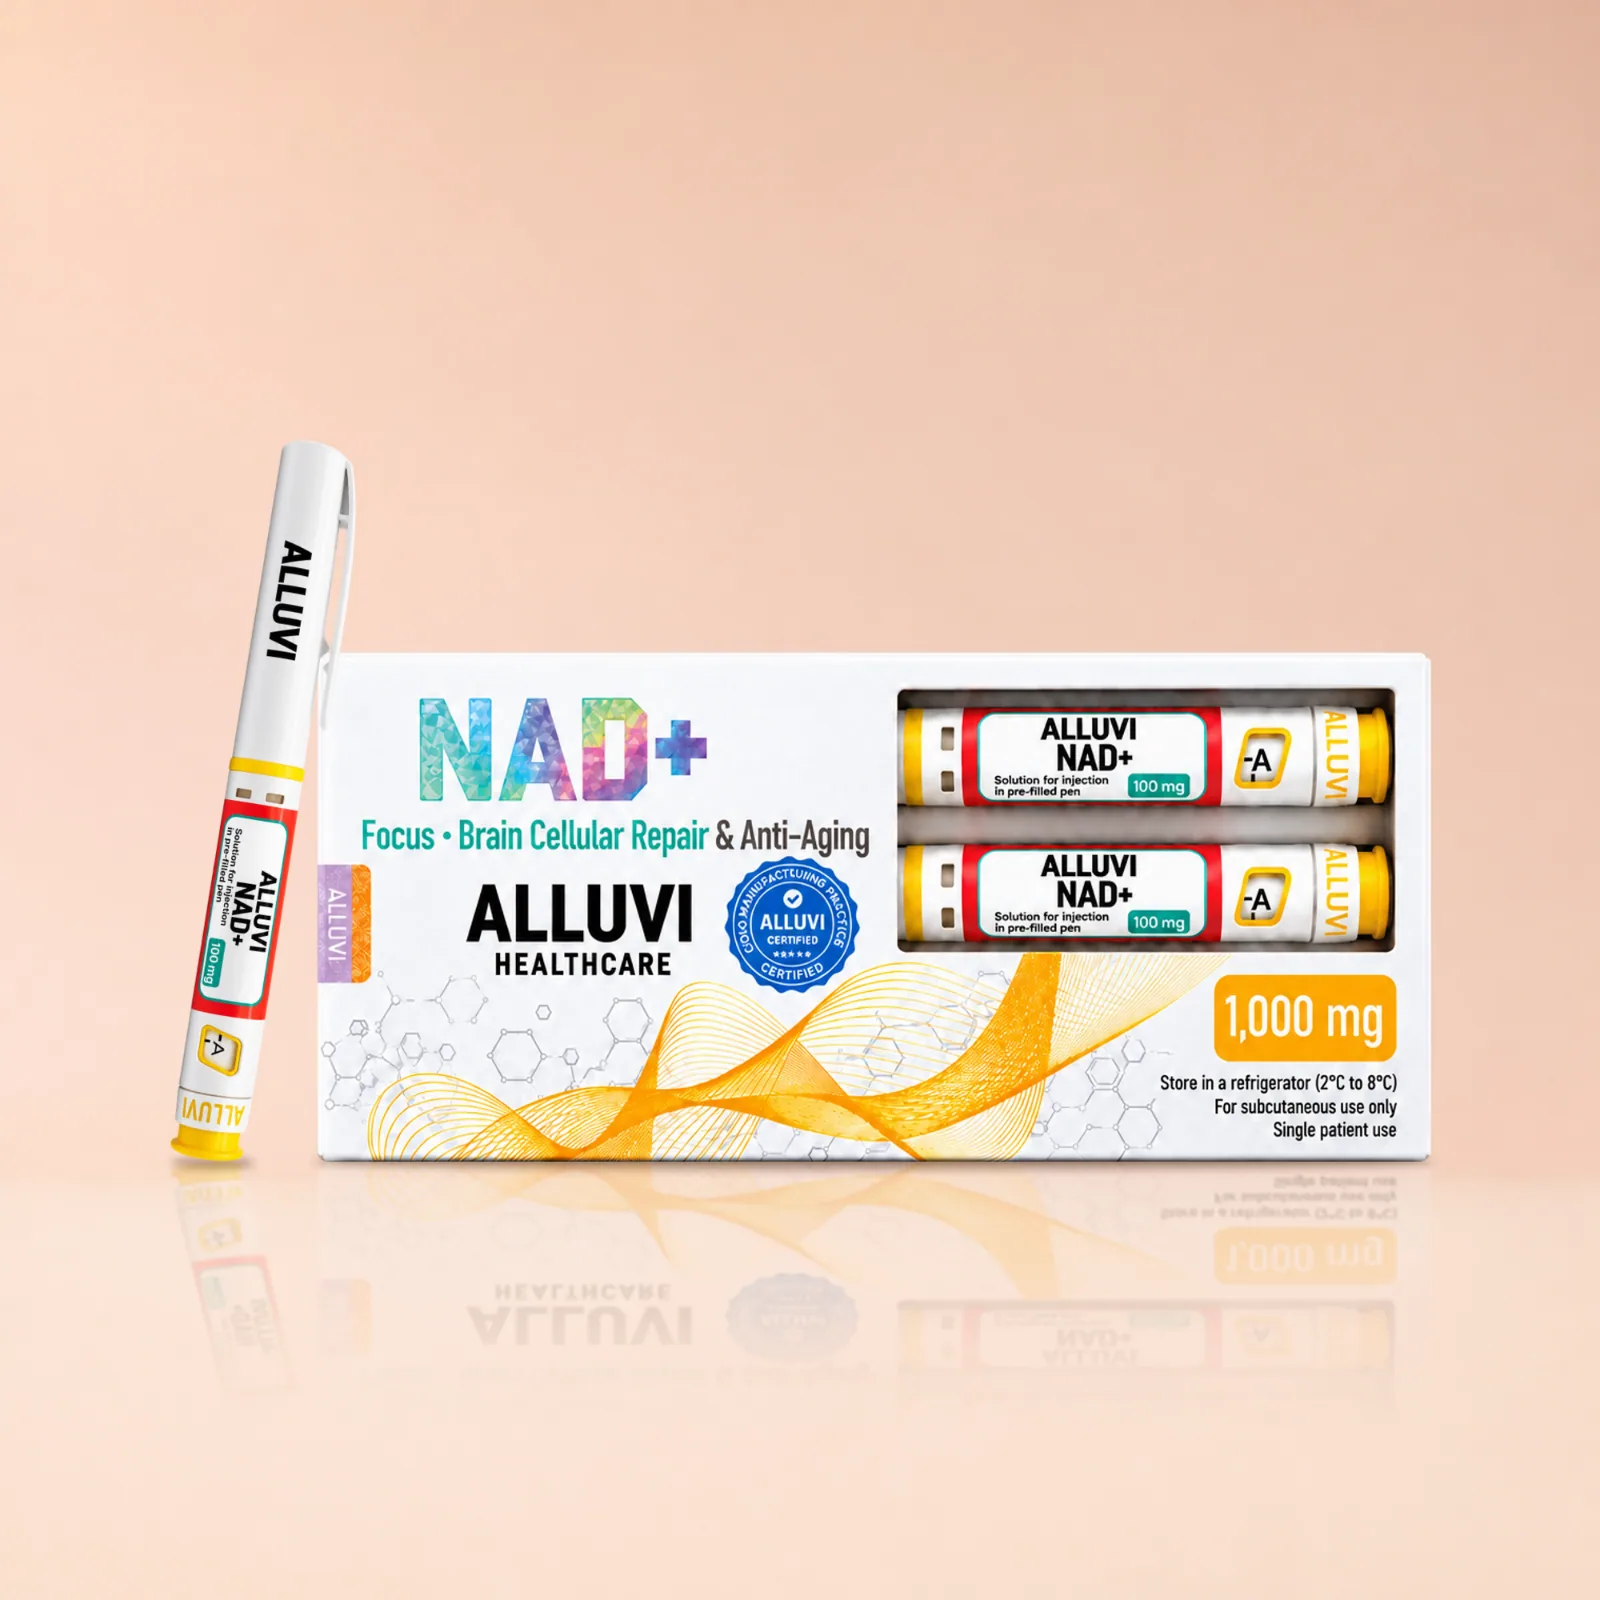 ALLUVI
ALLUVI
NAD+
Solution for injection
in pre-filled pen
100 mg
-A
ALLUVI
NAD+
Focus • Brain Cellular Repair & Anti-Aging
ALLUVI
ALLUVI
HEALTHCARE
ALLUVI
CERTIFIED
CERTIFIED
ALLUVI
NAD+
Solution for injection
in pre-filled pen
100 mg
-A
ALLUVI
ALLUVI
NAD+
Solution for injection
in pre-filled pen
100 mg
-A
ALLUVI
1,000 mg
Store in a refrigerator (2°C to 8°C)
For subcutaneous use only
Single patient use